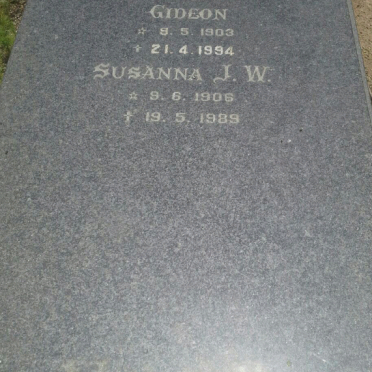 GIDEON
☆ 8. 5. 1903
† 21. 4. 1994
SUSANNA J. W.
☆ 9. 6. 1906
† 19. 5. 1989